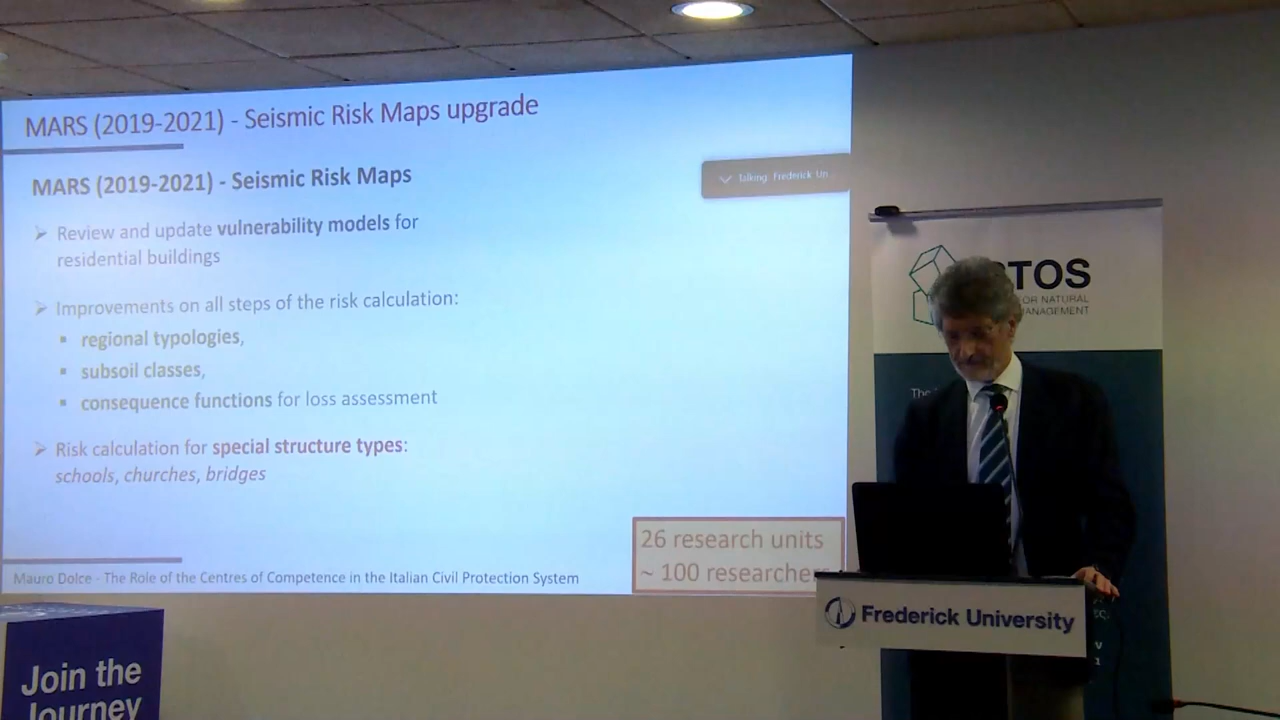 MARS (2019-2021) - Seismic Risk Maps upgrade
MARS (2019-2021) - Seismic Risk Maps
Talking: Frederick Un...
Review and update vulnerability models for
residential buildings
Improvements on all steps of the risk calculation:
regional typologies,
subsoil classes,
consequence functions for loss assessment
Risk calculation for special structure types:
schools, churches, bridges
26 research units
~ 100 researchers
Mauro Dolce - The Role of the Centres of Competence in the Italian Civil Protection System
TOS
OR NATURAL
ANAGEMENT
The
Frederick University
Join the
Journey